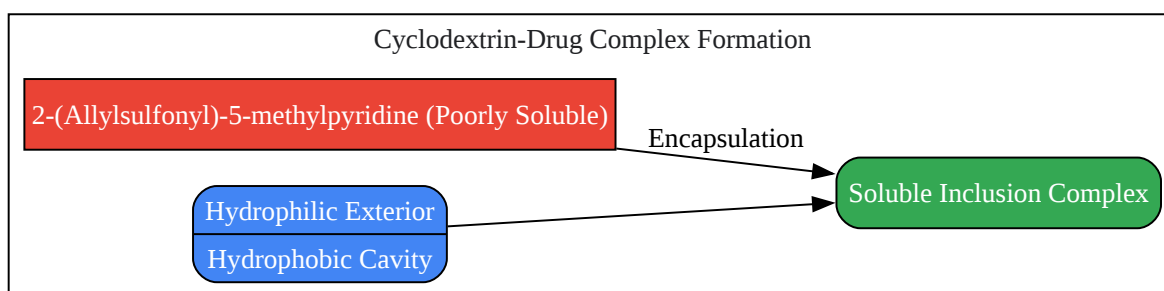 Cyclodextrin-Drug Complex Formation
2-(Allylsulfonyl)-5-methylpyridine (Poorly Soluble)
Encapsulation
Soluble Inclusion Complex
Hydrophilic Exterior
Hydrophobic Cavity